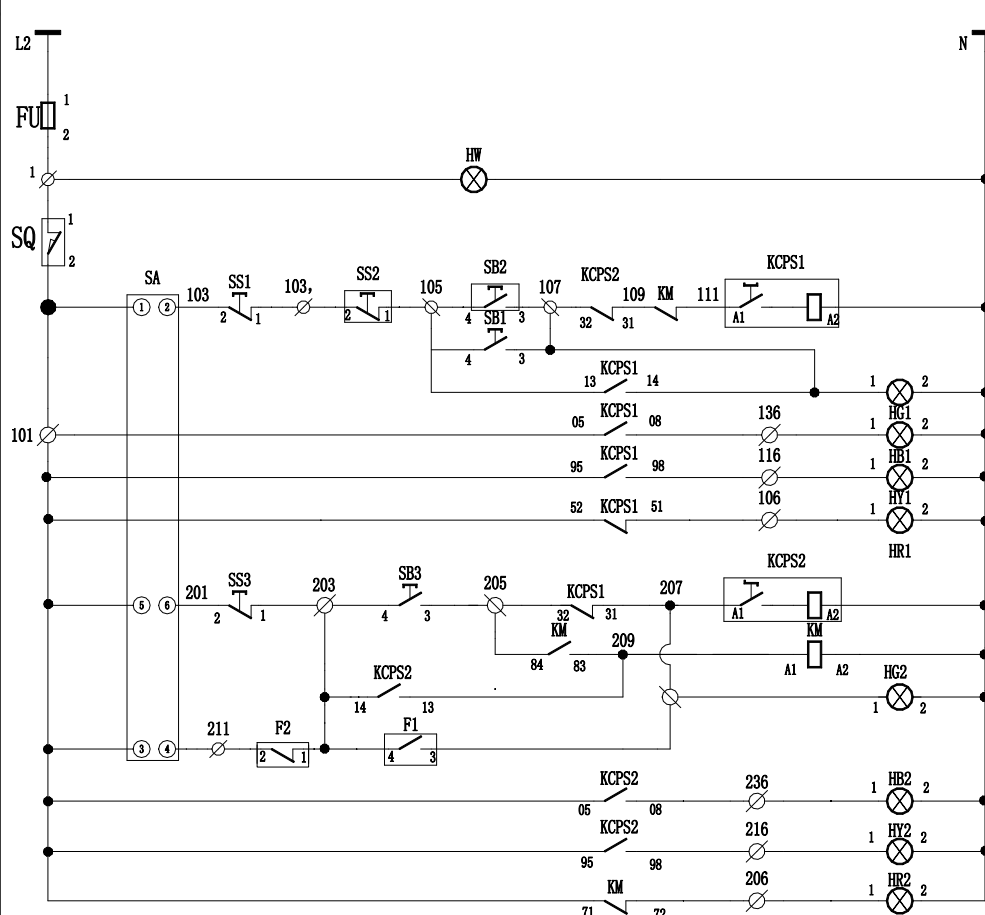 L2 N
1
FU
2
HW
1
1
SQ
2
SA 103 SS1 103, SS2 105 SB2 107 KCPS2 109 KM 111 KCPS1
1 2 2 1 2 1 4 3 32 31 A1 A2
SB1
4 3
KCPS1
13 14 1 2
KCPS1 136 HG1
101 05 08 1 2
KCPS1 116 HB1
95 98 1 2
106 HY1
52 KCPS1 51 1 2
HR1
KCPS2
201 SS3 203 SB3 205 KCPS1 207
5 6 2 1 4 3 32 31 A1 A2
KM 209 KM
84 83 A1 A2
KCPS2 HG2
14 13 1 2
211 F2 F1
3 4 2 1 4 3
KCPS2 236 HB2
05 08 1 2
KCPS2 216 HY2
95 98 1 2
KM 206 HR2
71 72 1 2